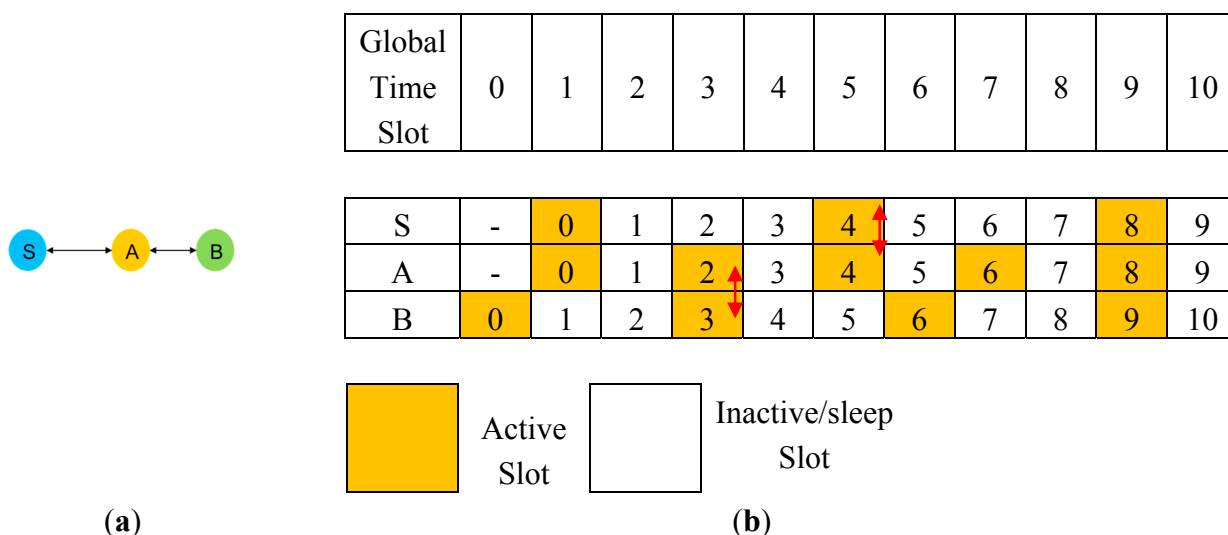 Global Time Slot 0 1 2 3 4 5 6 7 8 9 10
S - 0 1 2 3 4 5 6 7 8 9
A - 0 1 2 3 4 5 6 7 8 9
B 0 1 2 3 4 5 6 7 8 9 10
S A B
Active
Slot
Inactive/sleep
Slot
(a)
(b)